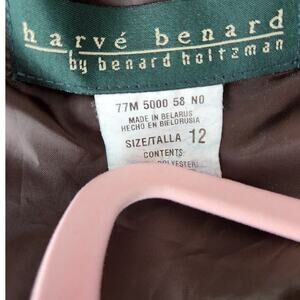 harvé benard
by benard holtzman
77M 5000 58 NO
MADE IN BELARUS
HECHO EN BIELORUSIA
SIZE/TALLA 12
CONTENTS
POLYESTER